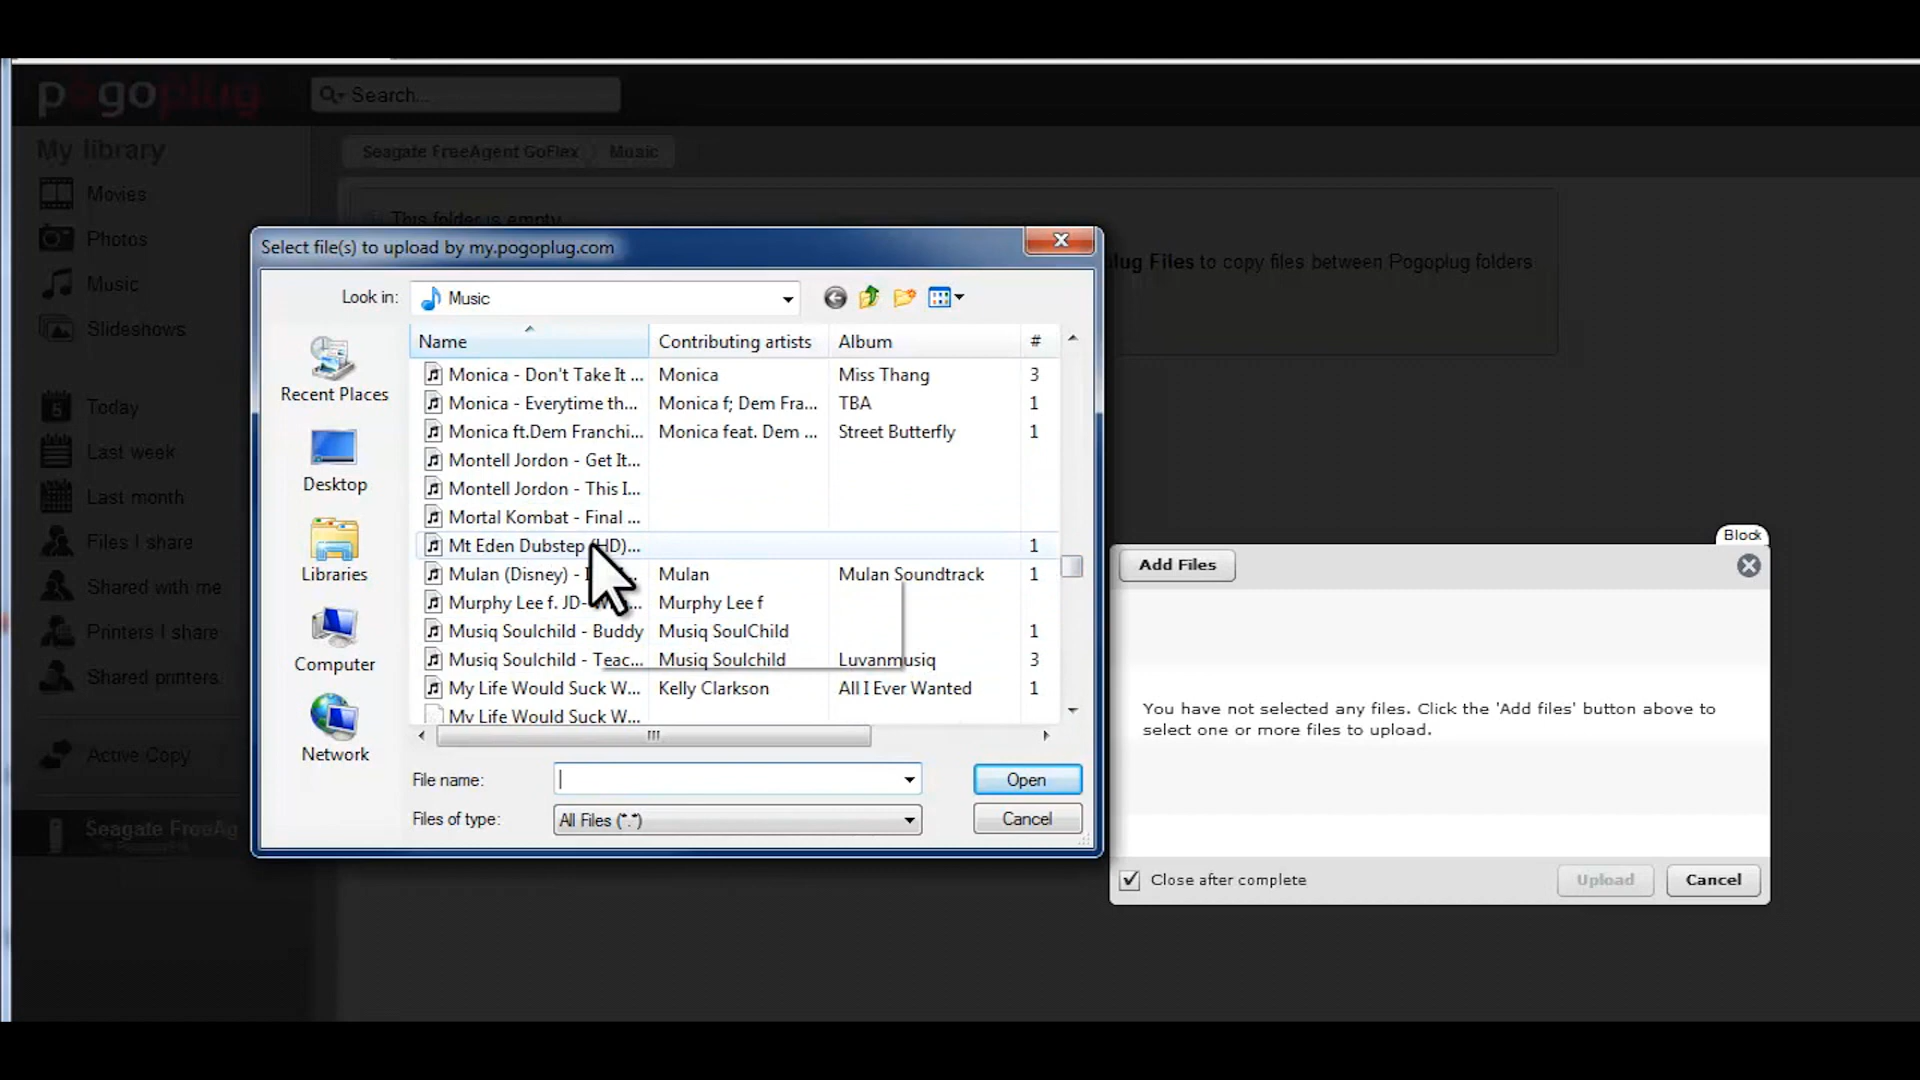 pogoplug
Search...
My library
Seagate FreeAgent GoFlex
Music
Movies
Photos
Music
Slideshows
Today
5
Last week
Last month
Files I share
Shared with me
Printers I share
Shared printers
Active Copy
Seagate FreeAg
This folder is empty
lug Files to copy files between Pogoplug folders
Select file(s) to upload by my.pogoplug.com
Look in:
Music
Recent Places
Desktop
Libraries
Computer
Network
Name Contributing artists Album #
Monica - Don't Take It ... Monica Miss Thang 3
Monica - Everytime th... Monica f; Dem Fra... TBA 1
Monica ft.Dem Franchi... Monica feat. Dem ... Street Butterfly 1
Montell Jordon - Get It...
Montell Jordon - This I...
Mortal Kombat - Final ...
Mt Eden Dubstep (HD)... 1
Mulan (Disney) - Mulan Mulan Soundtrack 1
Murphy Lee f. JD- Murphy Lee f
Musiq Soulchild - Buddy Musiq SoulChild 1
Musiq Soulchild - Teac... Musiq Soulchild Luvanmusiq 3
My Life Would Suck W... Kelly Clarkson All I Ever Wanted 1
My Life Would Suck W...
File name:
Open
Files of type:
All Files (*.*)
Cancel
Block
Add Files
You have not selected any files. Click the 'Add files' button above to
select one or more files to upload.
Close after complete
Upload
Cancel